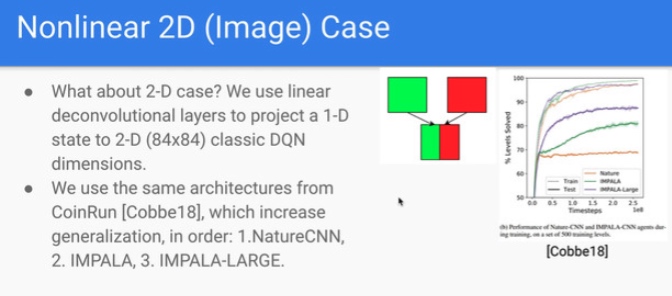 Nonlinear 2D (Image) Case
● What about 2-D case? We use linear
deconvolutional layers to project a 1-D
state to 2-D (84x84) classic DQN
dimensions.
● We use the same architectures from
CoinRun [Cobbe18], which increase
generalization, in order: 1.NatureCNN,
2. IMPALA, 3. IMPALA-LARGE.
100
90
80
70
60
50
% Levels Solved
Train
Test
Nature
IMPALA
IMPALA-Large
0.0 0.5 1.0 1.5 2.0 2.5
1e8
Timesteps
(b) Performance of Nature-CNN and IMPALA-CNN agents dur-
ing training, on a set of 500 training levels.
[Cobbe18]